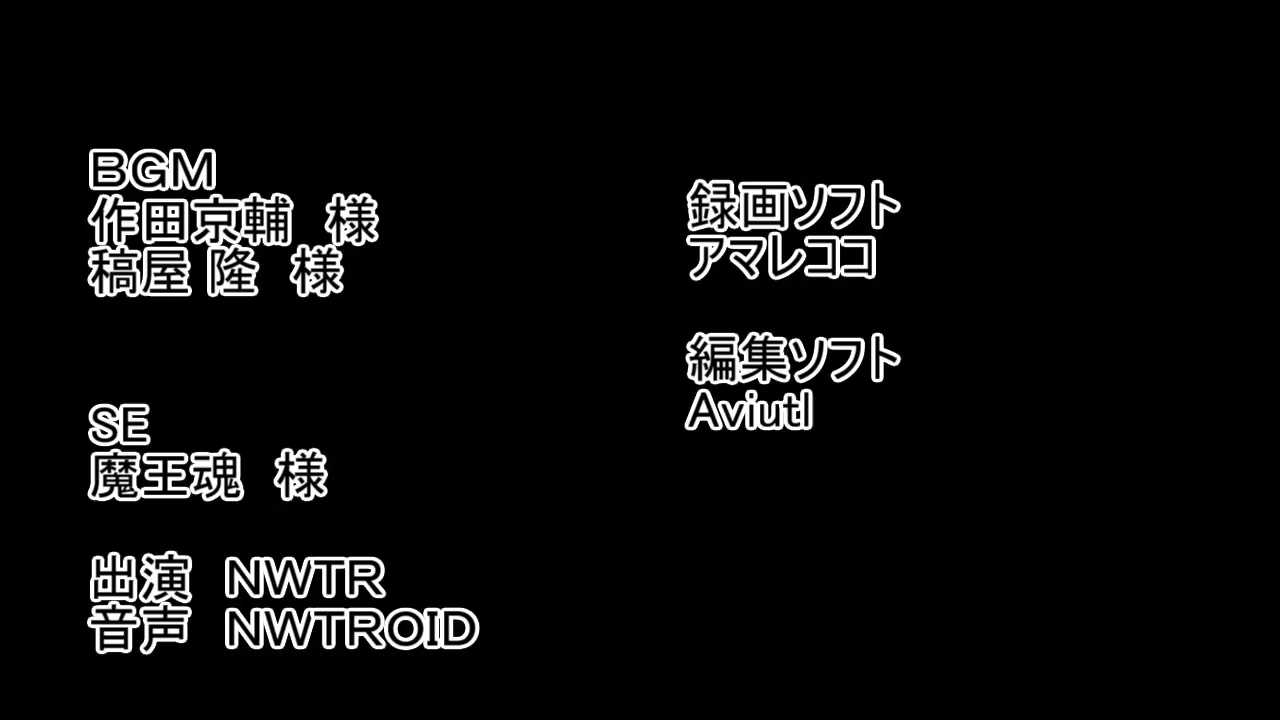 BGM
作田京輔　様
稿屋 隆　様
SE
魔王魂　様
出演　NWTR
音声　NWTROID
録画ソフト
アマレココ
編集ソフト
Aviutl